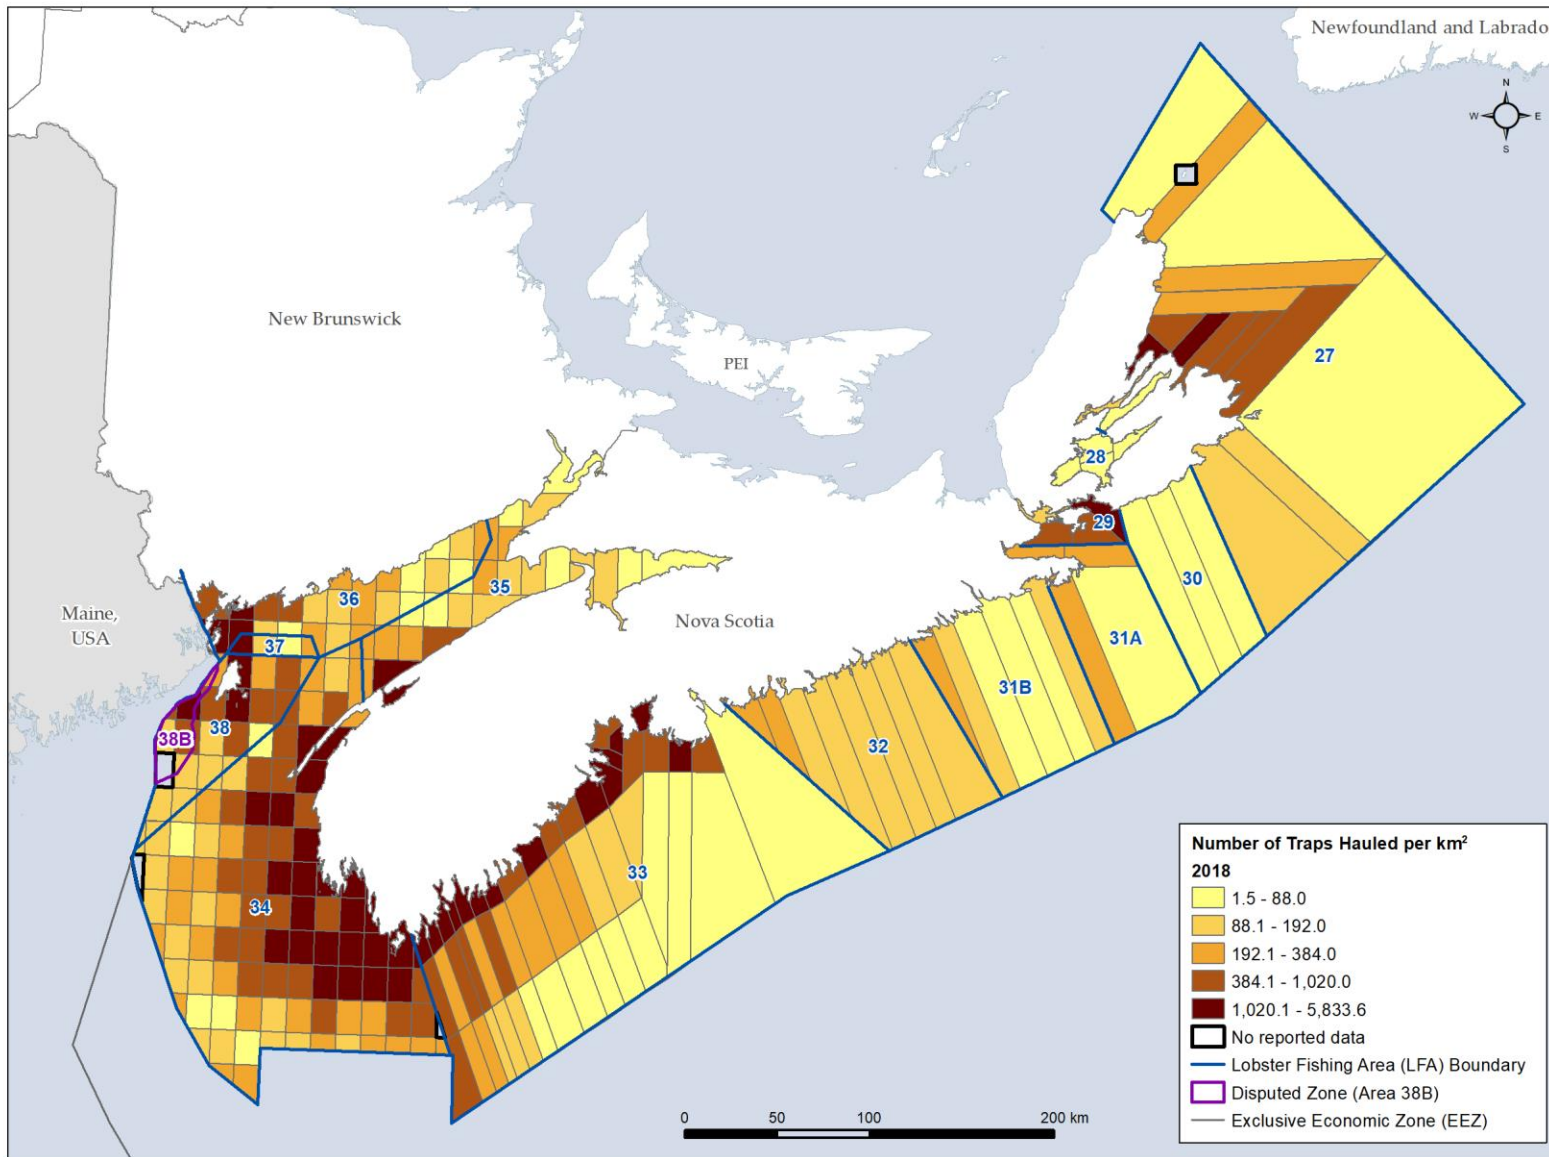 Newfoundland and Labrado
N
W E
S
New Brunswick
PEI
27
28
29
30
31A
31B
32
33
34
35
36
37
38
38B
Maine,
USA
Nova Scotia
Number of Traps Hauled per km²
2018
1.5 - 88.0
88.1 - 192.0
192.1 - 384.0
384.1 - 1,020.0
1,020.1 - 5,833.6
No reported data
Lobster Fishing Area (LFA) Boundary
Disputed Zone (Area 38B)
Exclusive Economic Zone (EEZ)
0 50 100 200 km